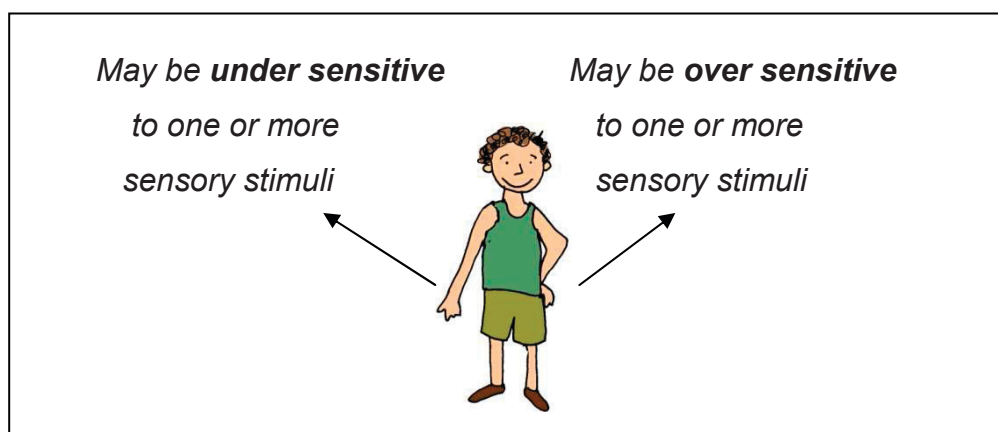 May be under sensitive
to one or more
sensory stimuli
May be over sensitive
to one or more
sensory stimuli